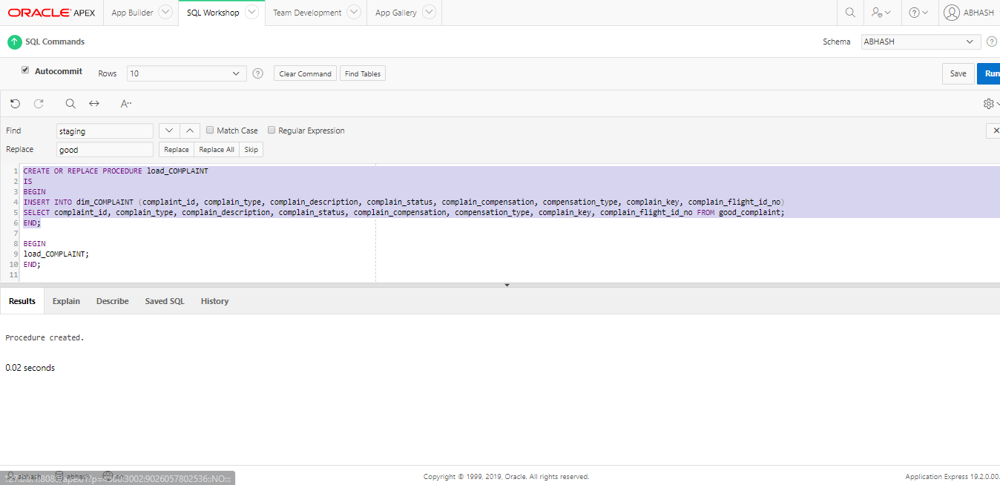 ORACLE APEX App Builder SQL Workshop Team Development App Gallery ABHASH
SQL Commands Schema ABHASH
Autocommit Rows 10 Clear Command Find Tables Save Run
A
Find staging Match Case Regular Expression
Replace good Replace Replace All Skip
1 CREATE OR REPLACE PROCEDURE load_COMPLAINT
2 IS
3 BEGIN
4 INSERT INTO dim_COMPLAINT (complaint_id, complain_type, complain_description, complain_status, complain_compensation, compensation_type, complain_key, complain_flight_id_no)
5 SELECT complaint_id, complain_type, complain_description, complain_status, complain_compensation, compensation_type, complain_key, complain_flight_id_no FROM good_complaint;
6 END;
7
8 BEGIN
9 load_COMPLAINT;
10 END;
11
Results Explain Describe Saved SQL History
Procedure created.
0.02 seconds
Copyright © 1999, 2019, Oracle. All rights reserved. Application Express 19.2.0.00